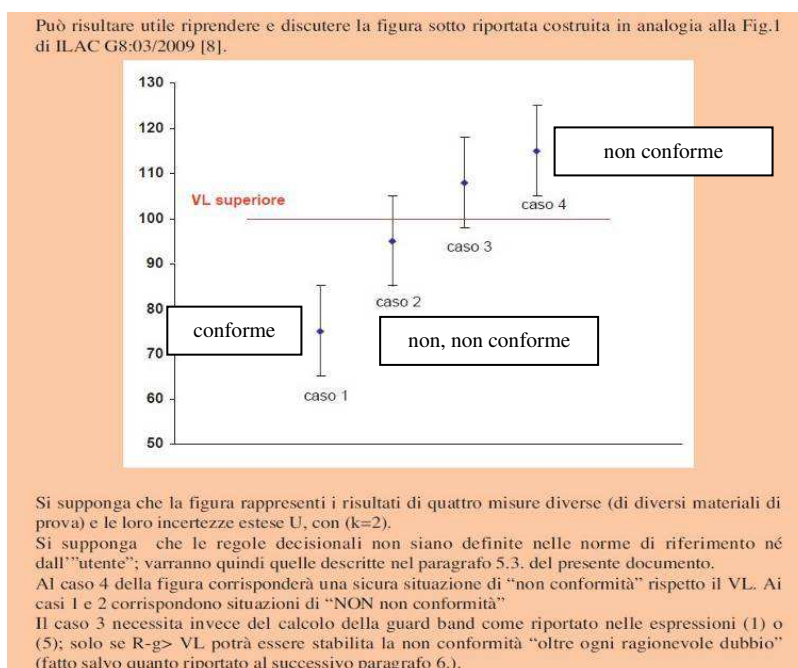 Può risultare utile riprendere e discutere la figura sotto riportata costruita in analogia alla Fig.1
di ILAC G8:03/2009 [8].
130
120
non conforme
110
VL superiore
caso 4
100
caso 3
90
caso 2
80
conforme
non, non conforme
70
caso 1
60
50
Si supponga che la figura rappresenti i risultati di quattro misure diverse (di diversi materiali di
prova) e le loro incertezze estese U, con (k=2).
Si supponga che le regole decisionali non siano definite nelle norme di riferimento né
dall'"utente"; varranno quindi quelle descritte nel paragrafo 5.3. del presente documento.
Al caso 4 della figura corrisponderà una sicura situazione di "non conformità" rispetto il VL. Ai
casi 1 e 2 corrispondono situazioni di "NON non conformità"
Il caso 3 necessita invece del calcolo della guard band come riportato nelle espressioni (1) o
(5); solo se R-g> VL potrà essere stabilita la non conformità "oltre ogni ragionevole dubbio"
(fatto salvo quanto riportato al successivo paragrafo 6.).